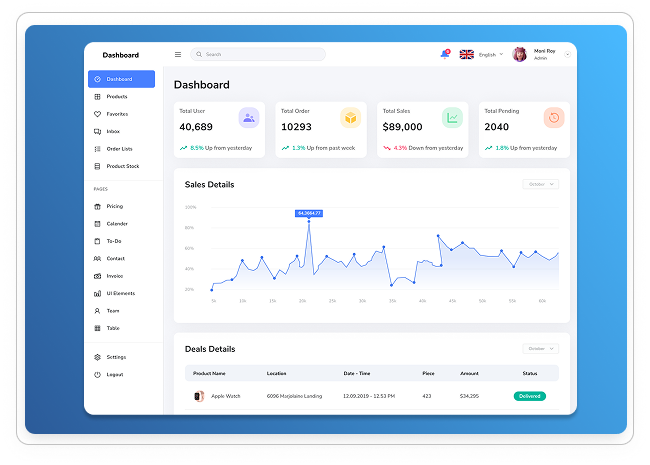 Dashboard
Search
English
Moni Roy
Admin
Dashboard
Products
Favorites
Inbox
Order Lists
Product Stock
PAGES
Pricing
Calender
To-Do
Contact
Invoice
UI Elements
Team
Table
Settings
Logout
Dashboard
Total User
40,689
8.5% Up from yesterday
Total Order
10293
1.3% Up from past week
Total Sales
$89,000
4.3% Down from yesterday
Total Pending
2040
1.8% Up from yesterday
Sales Details
October
100%
80%
60%
40%
20%
64,3664.77
5k 10k 15k 20k 25k 30k 35k 40k 45k 50k 55k 60k
Deals Details
October
Product Name Location Date - Time Piece Amount Status
Apple Watch 6096 Marjolaine Landing 12.09.2019 - 12.53 PM 423 $34,295 Delivered